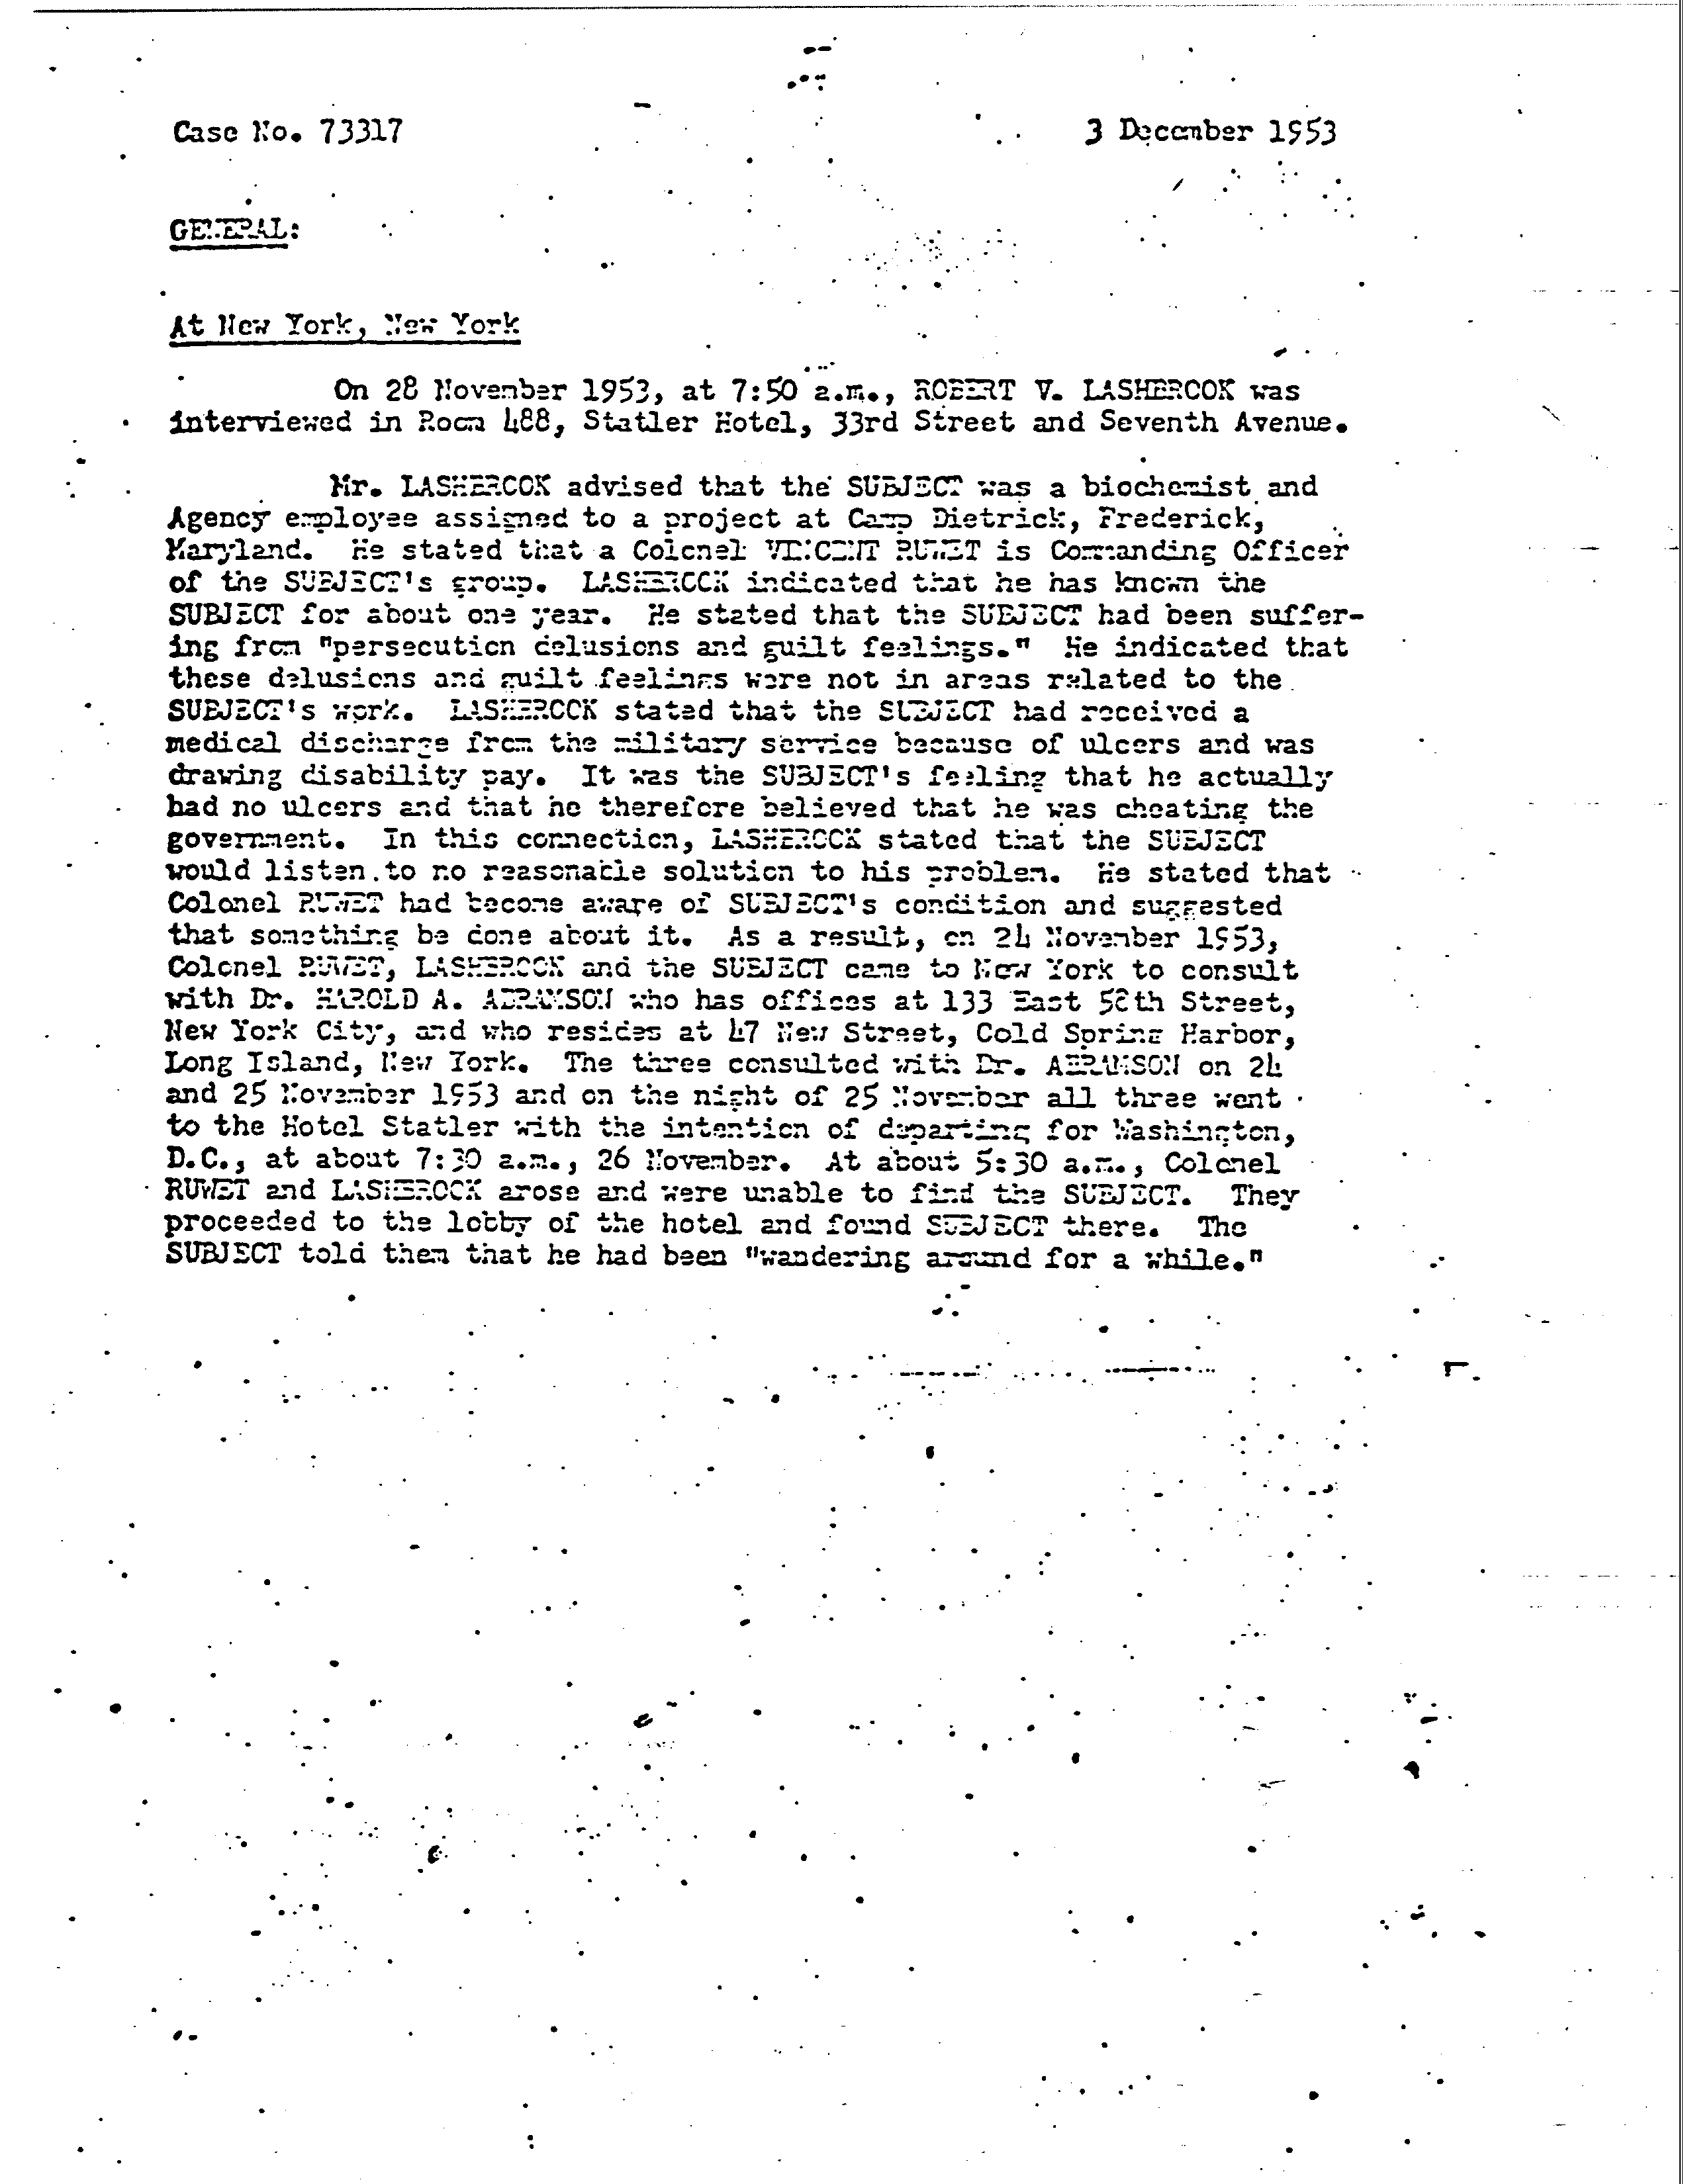 Case No. 73317 3 December 1953
GENERAL:
At New York, New York
On 28 November 1953, at 7:50 a.m., ROBERT V. LASHBROOK was
interviewed in Room 488, Statler Hotel, 33rd Street and Seventh Avenue.
Mr. LASHBROOK advised that the SUBJECT was a biochemist and
Agency employee assigned to a project at Camp Dietrick, Frederick,
Maryland. He stated that a Colonel VINCENT RUWET is Commanding Officer
of the SUBJECT's group. LASHBROOK indicated that he has known the
SUBJECT for about one year. He stated that the SUBJECT had been suffer-
ing from "persecution delusions and guilt feelings." He indicated that
these delusions and guilt feelings were not in areas related to the
SUBJECT's work. LASHBROOK stated that the SUBJECT had received a
medical discharge from the military service because of ulcers and was
drawing disability pay. It was the SUBJECT's feeling that he actually
had no ulcers and that he therefore believed that he was cheating the
government. In this connection, LASHBROOK stated that the SUBJECT
would listen to no reasonable solution to his problem. He stated that
Colonel RUWET had become aware of SUBJECT's condition and suggested
that something be done about it. As a result, on 24 November 1953,
Colonel RUWET, LASHBROOK and the SUBJECT came to New York to consult
with Dr. HAROLD A. ABRAMSON who has offices at 133 East 58th Street,
New York City, and who resides at 47 New Street, Cold Spring Harbor,
Long Island, New York. The three consulted with Dr. ABRAMSON on 24
and 25 November 1953 and on the night of 25 November all three went
to the Hotel Statler with the intention of departing for Washington,
D.C., at about 7:30 a.m., 26 November. At about 5:30 a.m., Colonel
RUWET and LASHBROOK arose and were unable to find the SUBJECT. They
proceeded to the lobby of the hotel and found SUBJECT there. The
SUBJECT told them that he had been "wandering around for a while."